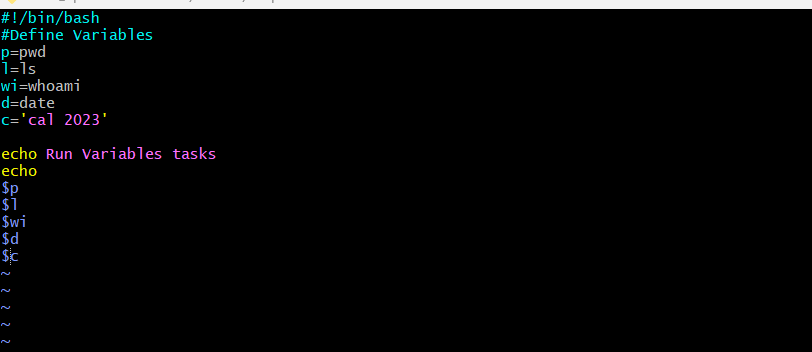 #!/bin/bash
#Define Variables
p=pwd
l=ls
wi=whoami
d=date
c='cal 2023'
echo Run Variables tasks
echo
$p
$l
$wi
$d
$c
~
~
~
~
~